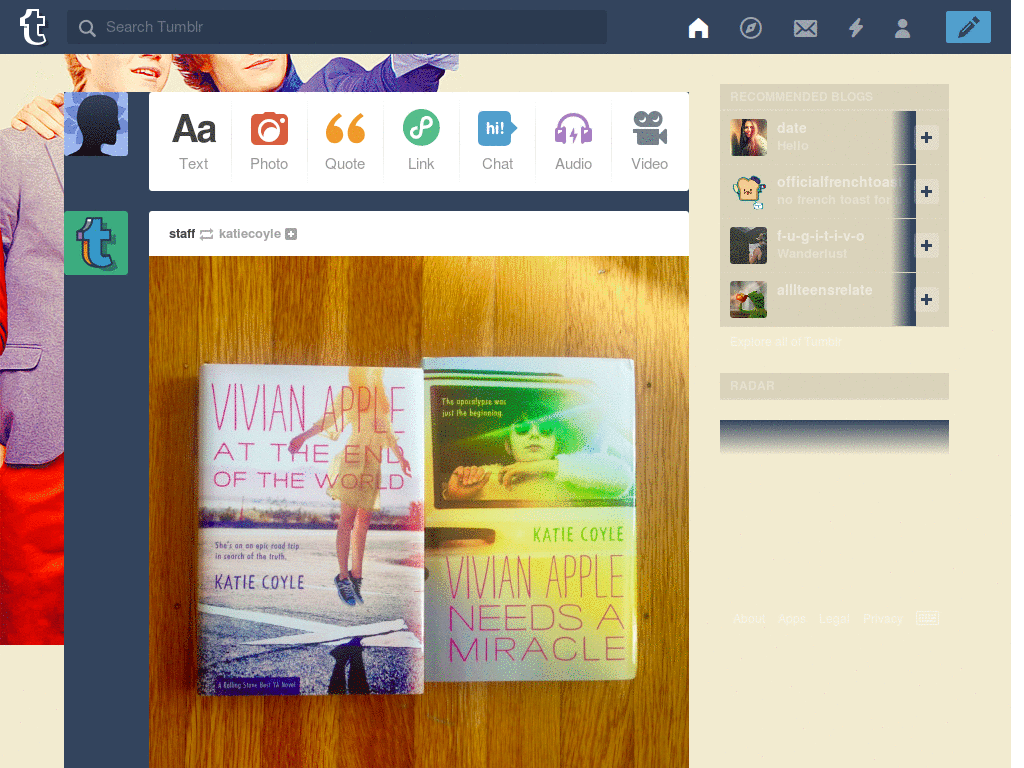 Search Tumblr
Aa
hi!
Text
Photo
Quote
Link
Chat
Audio
Video
staff katiecoyle
VIVIAN APPLE
AT THE END
OF THE WORLD
She's on an epic road trip
in search of the truth.
KATIE COYLE
A Rolling Stone Best YA Novel
The apocalypse was
just the beginning.
KATIE COYLE
VIVIAN APPLE
NEEDS A
MIRACLE
RECOMMENDED BLOGS
date
Hello
officialfrenchtoast
no french toast for u
f-u-g-i-t-i-v-o
Wanderlust
alllteensrelate
Explore all of Tumblr
RADAR
About Apps Legal Privacy